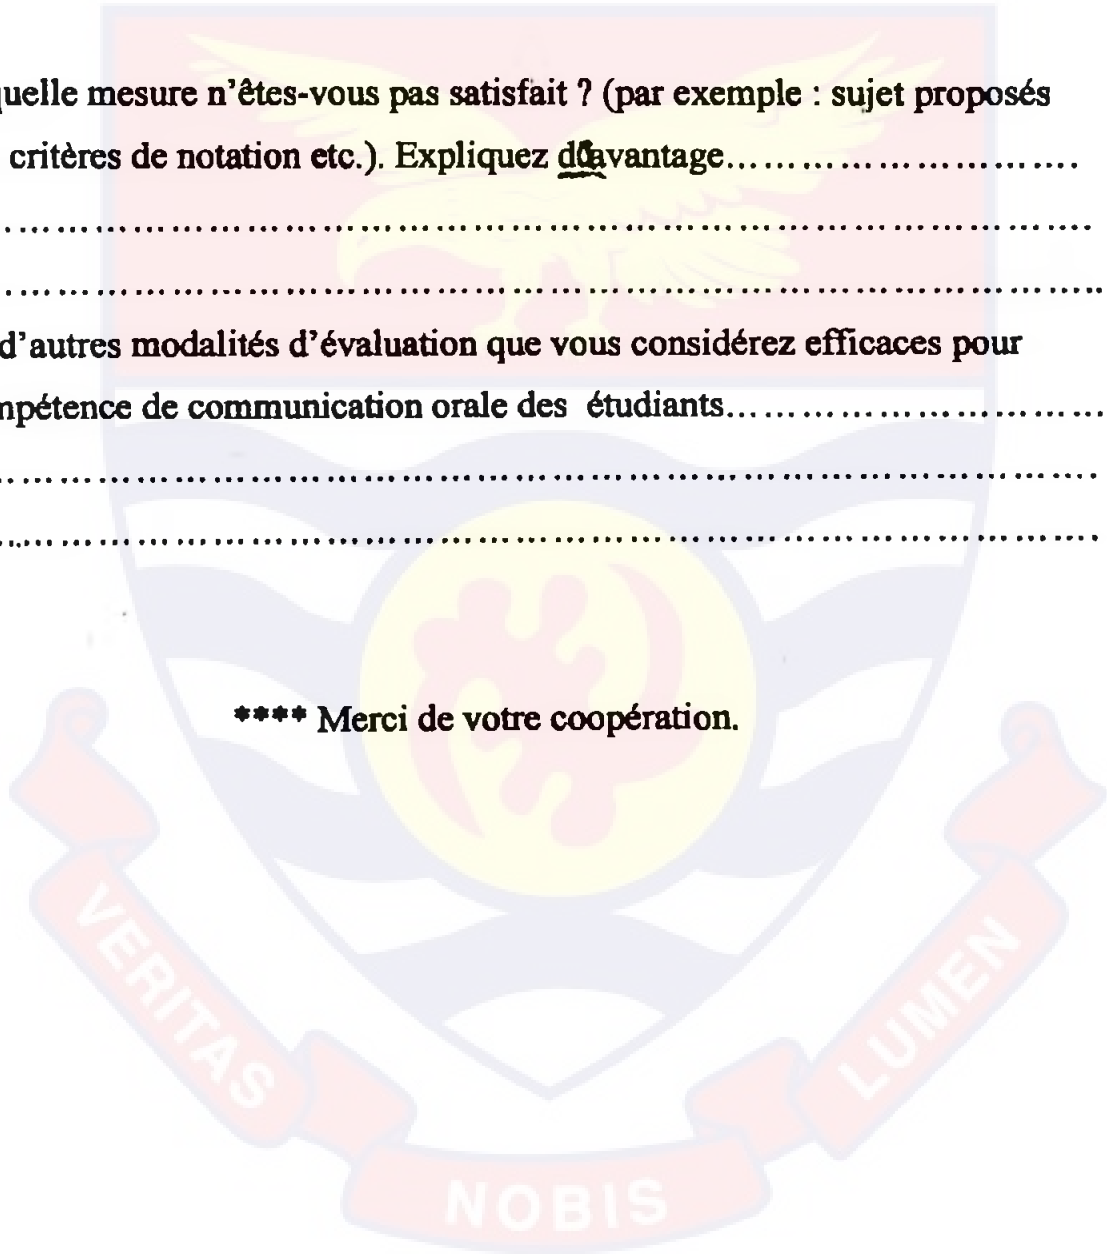 uelle mesure n'êtes-vous pas satisfait ? (par exemple : sujet proposés
critères de notation etc.). Expliquez davantage..............................
..........................................................................................
..........................................................................................
d'autres modalités d'évaluation que vous considérez efficaces pour
mpétence de communication orale des étudiants..............................
..........................................................................................
..........................................................................................
**** Merci de votre coopération.
VERITAS
NOBIS
LUMEN